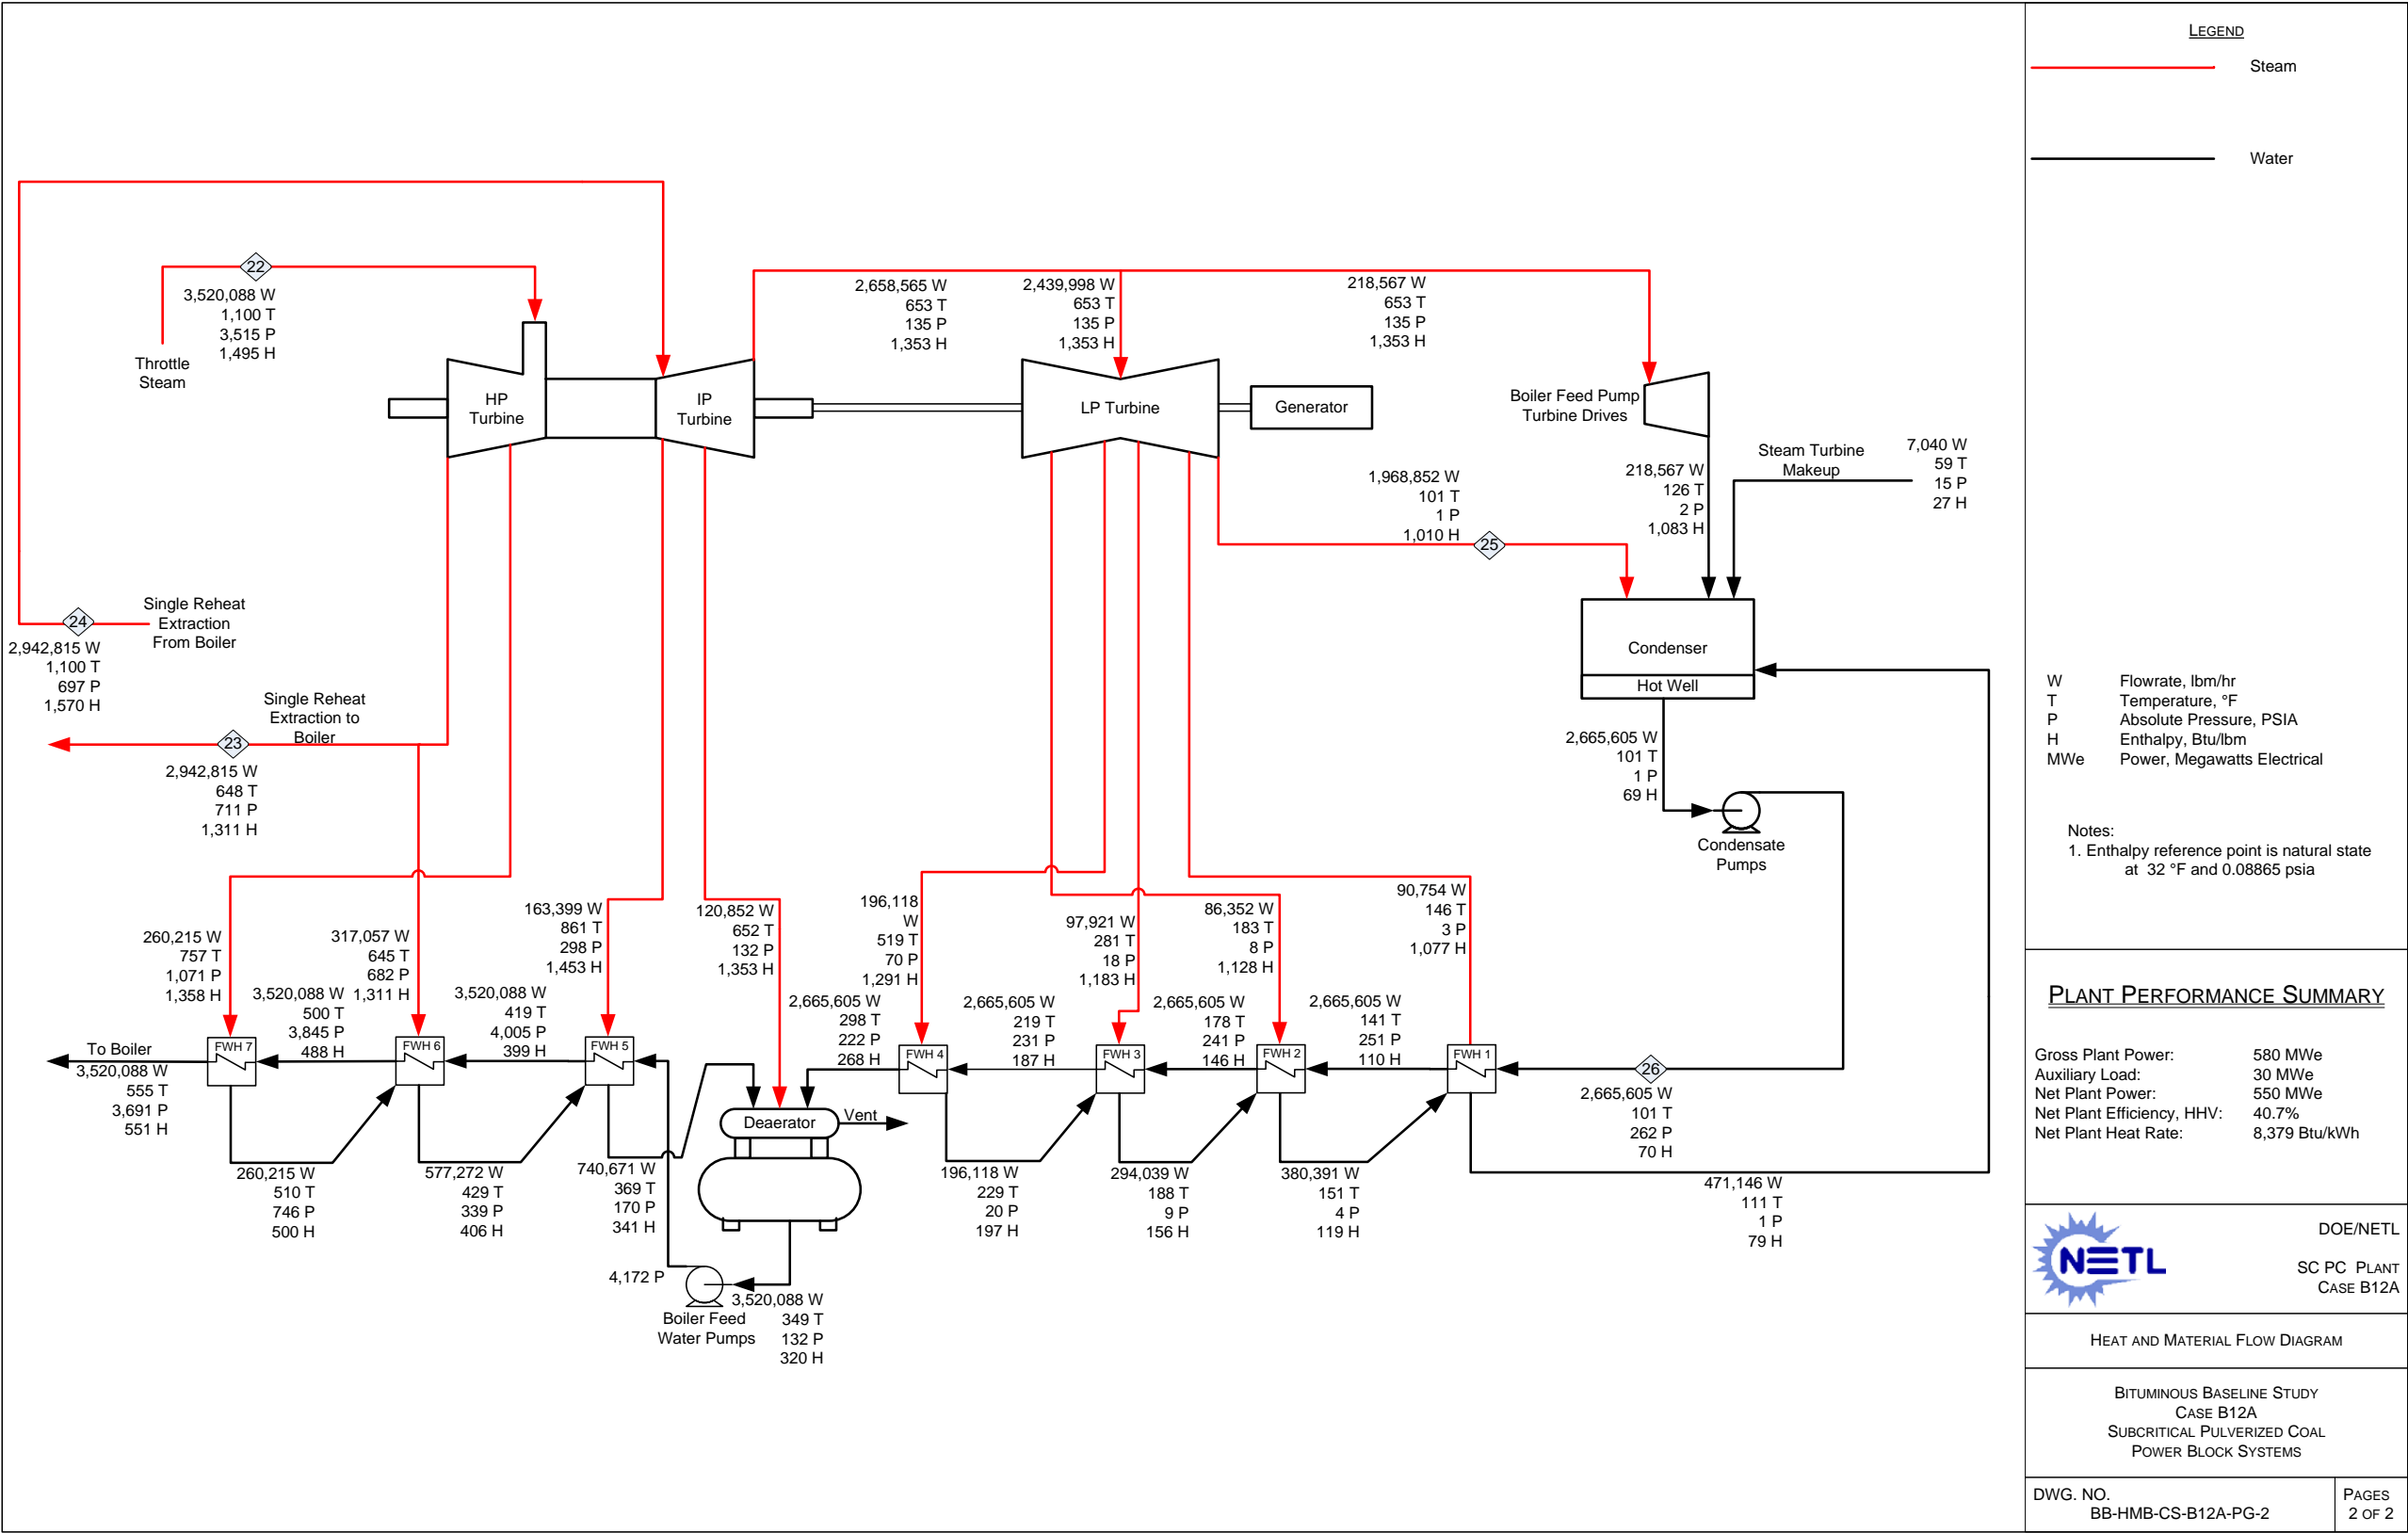 22
3,520,088 W
1,100 T
3,515 P
1,495 H
Throttle
Steam
HP
Turbine
IP
Turbine
2,658,565 W
653 T
135 P
1,353 H
2,439,998 W
653 T
135 P
1,353 H
218,567 W
653 T
135 P
1,353 H
LP Turbine
Generator
Boiler Feed Pump
Turbine Drives
218,567 W
126 T
2 P
1,083 H
Steam Turbine
Makeup
7,040 W
59 T
15 P
27 H
1,968,852 W
101 T
1 P
1,010 H
25
24
Single Reheat
Extraction
From Boiler
2,942,815 W
1,100 T
697 P
1,570 H
Single Reheat
Extraction to
Boiler
23
2,942,815 W
648 T
711 P
1,311 H
Condenser
Hot Well
2,665,605 W
101 T
1 P
69 H
Condensate
Pumps
260,215 W
757 T
1,071 P
1,358 H
317,057 W
645 T
682 P
1,311 H
163,399 W
861 T
298 P
1,453 H
120,852 W
652 T
132 P
1,353 H
196,118
W
519 T
70 P
1,291 H
97,921 W
281 T
18 P
1,183 H
86,352 W
183 T
8 P
1,128 H
90,754 W
146 T
3 P
1,077 H
To Boiler
3,520,088 W
555 T
3,691 P
551 H
FWH 7
3,520,088 W
500 T
3,845 P
488 H
FWH 6
3,520,088 W
419 T
4,005 P
399 H
FWH 5
2,665,605 W
298 T
222 P
268 H
FWH 4
2,665,605 W
219 T
231 P
187 H
FWH 3
2,665,605 W
178 T
241 P
146 H
FWH 2
2,665,605 W
141 T
251 P
110 H
FWH 1
26
2,665,605 W
101 T
262 P
70 H
Deaerator
Vent
260,215 W
510 T
746 P
500 H
577,272 W
429 T
339 P
406 H
740,671 W
369 T
170 P
341 H
196,118 W
229 T
20 P
197 H
294,039 W
188 T
9 P
156 H
380,391 W
151 T
4 P
119 H
471,146 W
111 T
1 P
79 H
4,172 P
Boiler Feed
Water Pumps
3,520,088 W
349 T
132 P
320 H
LEGEND
Steam
Water
W Flowrate, lbm/hr
T Temperature, °F
P Absolute Pressure, PSIA
H Enthalpy, Btu/lbm
MWe Power, Megawatts Electrical
Notes:
1. Enthalpy reference point is natural state
at 32 °F and 0.08865 psia
PLANT PERFORMANCE SUMMARY
Gross Plant Power: 580 MWe
Auxiliary Load: 30 MWe
Net Plant Power: 550 MWe
Net Plant Efficiency, HHV: 40.7%
Net Plant Heat Rate: 8,379 Btu/kWh
NETL
DOE/NETL
SC PC PLANT
CASE B12A
HEAT AND MATERIAL FLOW DIAGRAM
BITUMINOUS BASELINE STUDY
CASE B12A
SUBCRITICAL PULVERIZED COAL
POWER BLOCK SYSTEMS
DWG. NO.
BB-HMB-CS-B12A-PG-2
PAGES
2 OF 2